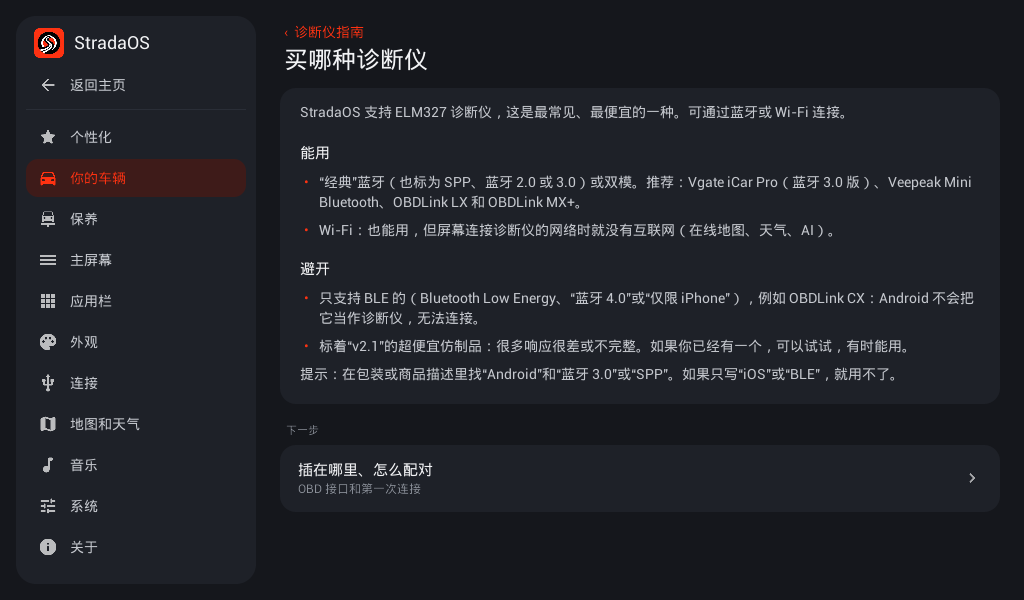 StradaOS
返回主页
个性化
你的车辆
保养
主屏幕
应用栏
外观
连接
地图和天气
音乐
系统
关于
‹ 诊断仪指南
买哪种诊断仪
StradaOS 支持 ELM327 诊断仪，这是最常见、最便宜的一种。可通过蓝牙或 Wi-Fi 连接。
能用
• “经典”蓝牙（也标为 SPP、蓝牙 2.0 或 3.0）或双模。推荐：Vgate iCar Pro（蓝牙 3.0 版）、Veepeak Mini
Bluetooth、OBDLink LX 和 OBDLink MX+。
• Wi-Fi：也能用，但屏幕连接诊断仪的网络时就没有互联网（在线地图、天气、AI）。
避开
• 只支持 BLE 的（Bluetooth Low Energy、“蓝牙 4.0”或“仅限 iPhone”），例如 OBDLink CX：Android 不会把
它当作诊断仪，无法连接。
• 标着“v2.1”的超便宜仿制品：很多响应很差或不完整。如果你已经有一个，可以试试，有时能用。
提示：在包装或商品描述里找“Android”和“蓝牙 3.0”或“SPP”。如果只写“iOS”或“BLE”，就用不了。
下一步
插在哪里、怎么配对
OBD 接口和第一次连接